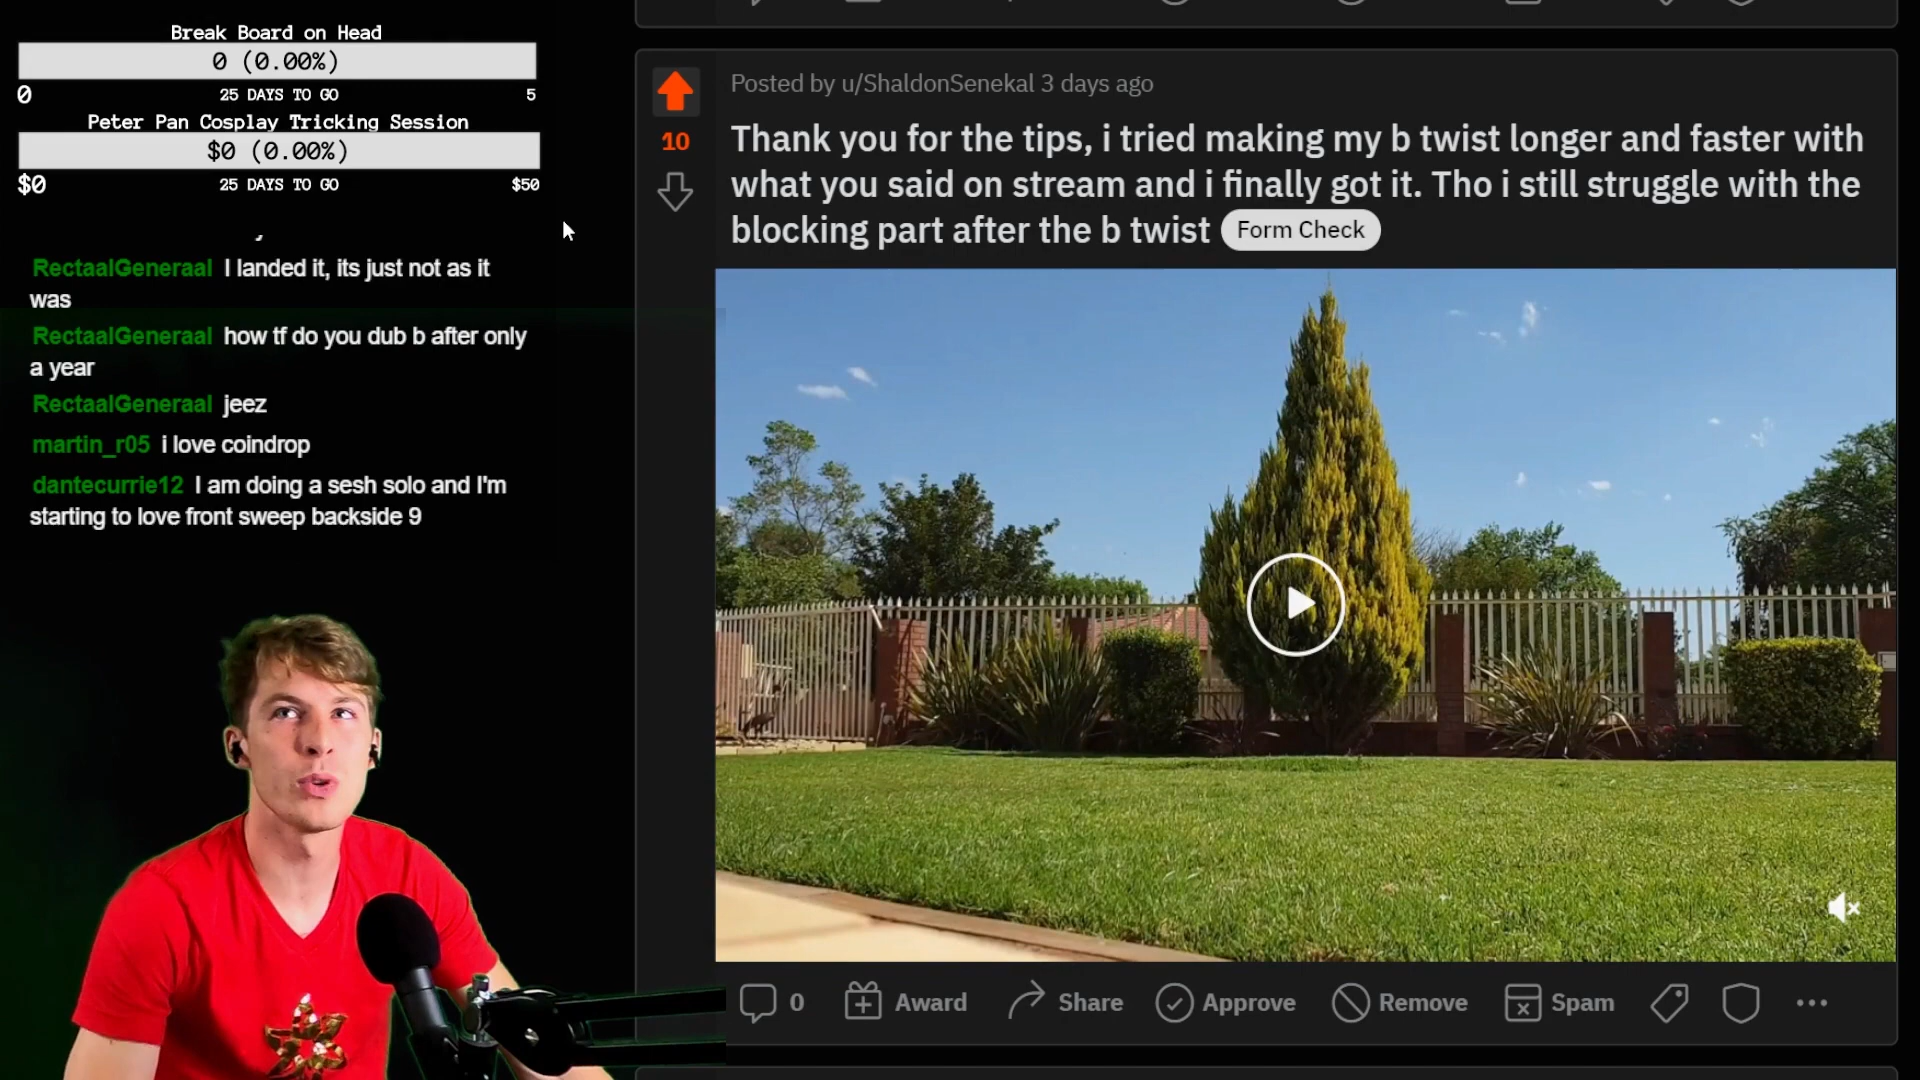 Break Board on Head
0 (0.00%)
0 25 DAYS TO GO 5
Peter Pan Cosplay Tricking Session
$0 (0.00%)
$0 25 DAYS TO GO $50
RectaalGeneraal I landed it, its just not as it
was
RectaalGeneraal how tf do you dub b after only
a year
RectaalGeneraal jeez
martin_r05 i love coindrop
dantecurrie12 I am doing a sesh solo and I'm
starting to love front sweep backside 9
Posted by u/ShaldonSenekal 3 days ago
10
Thank you for the tips, i tried making my b twist longer and faster with
what you said on stream and i finally got it. Tho i still struggle with the
blocking part after the b twist Form Check
0 Award Share Approve Remove Spam